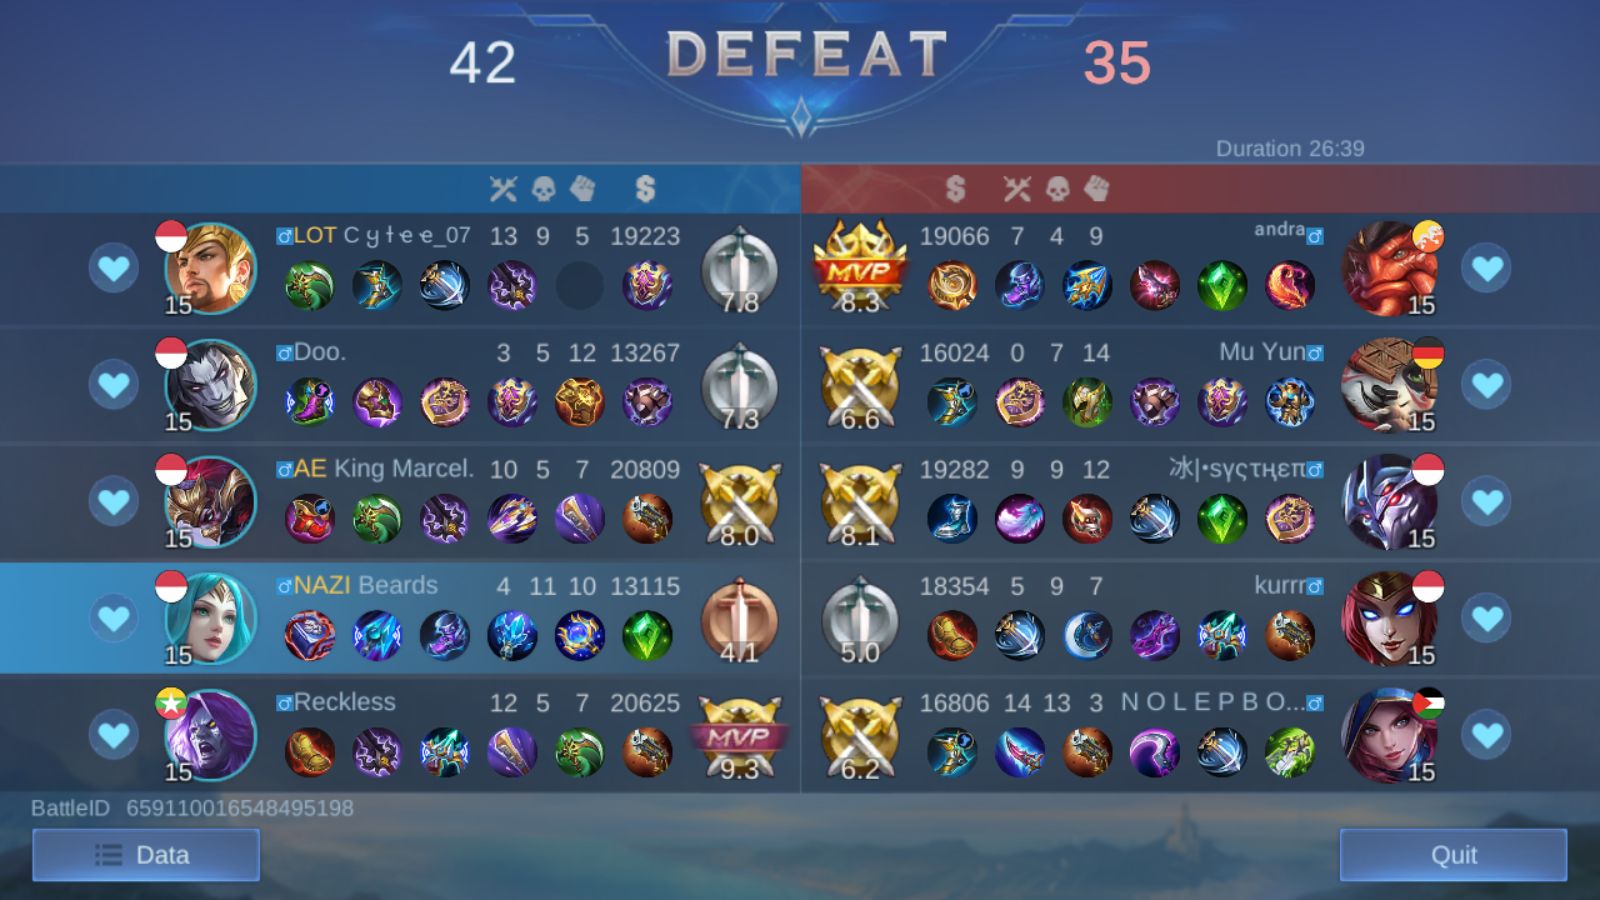 42 DEFEAT 35
Duration 26:39
LOT C y ɫ e e_07 13 9 5 19223
15 7.8
MVP 8.3 19066 7 4 9 andra
15
Doo. 3 5 12 13267
15 7.3
6.6 16024 0 7 14 Mu Yun
15
AE King Marcel. 10 5 7 20809
15 8.0
8.1 19282 9 9 12 冰|•sγςτңεπ
15
NAZI Beards 4 11 10 13115
15 4.1
5.0 18354 5 9 7 kurrr
15
Reckless 12 5 7 20625
15 MVP 9.3
6.2 16806 14 13 3 N O L E P B O...
15
BattleID 659110016548495198
Data
Quit